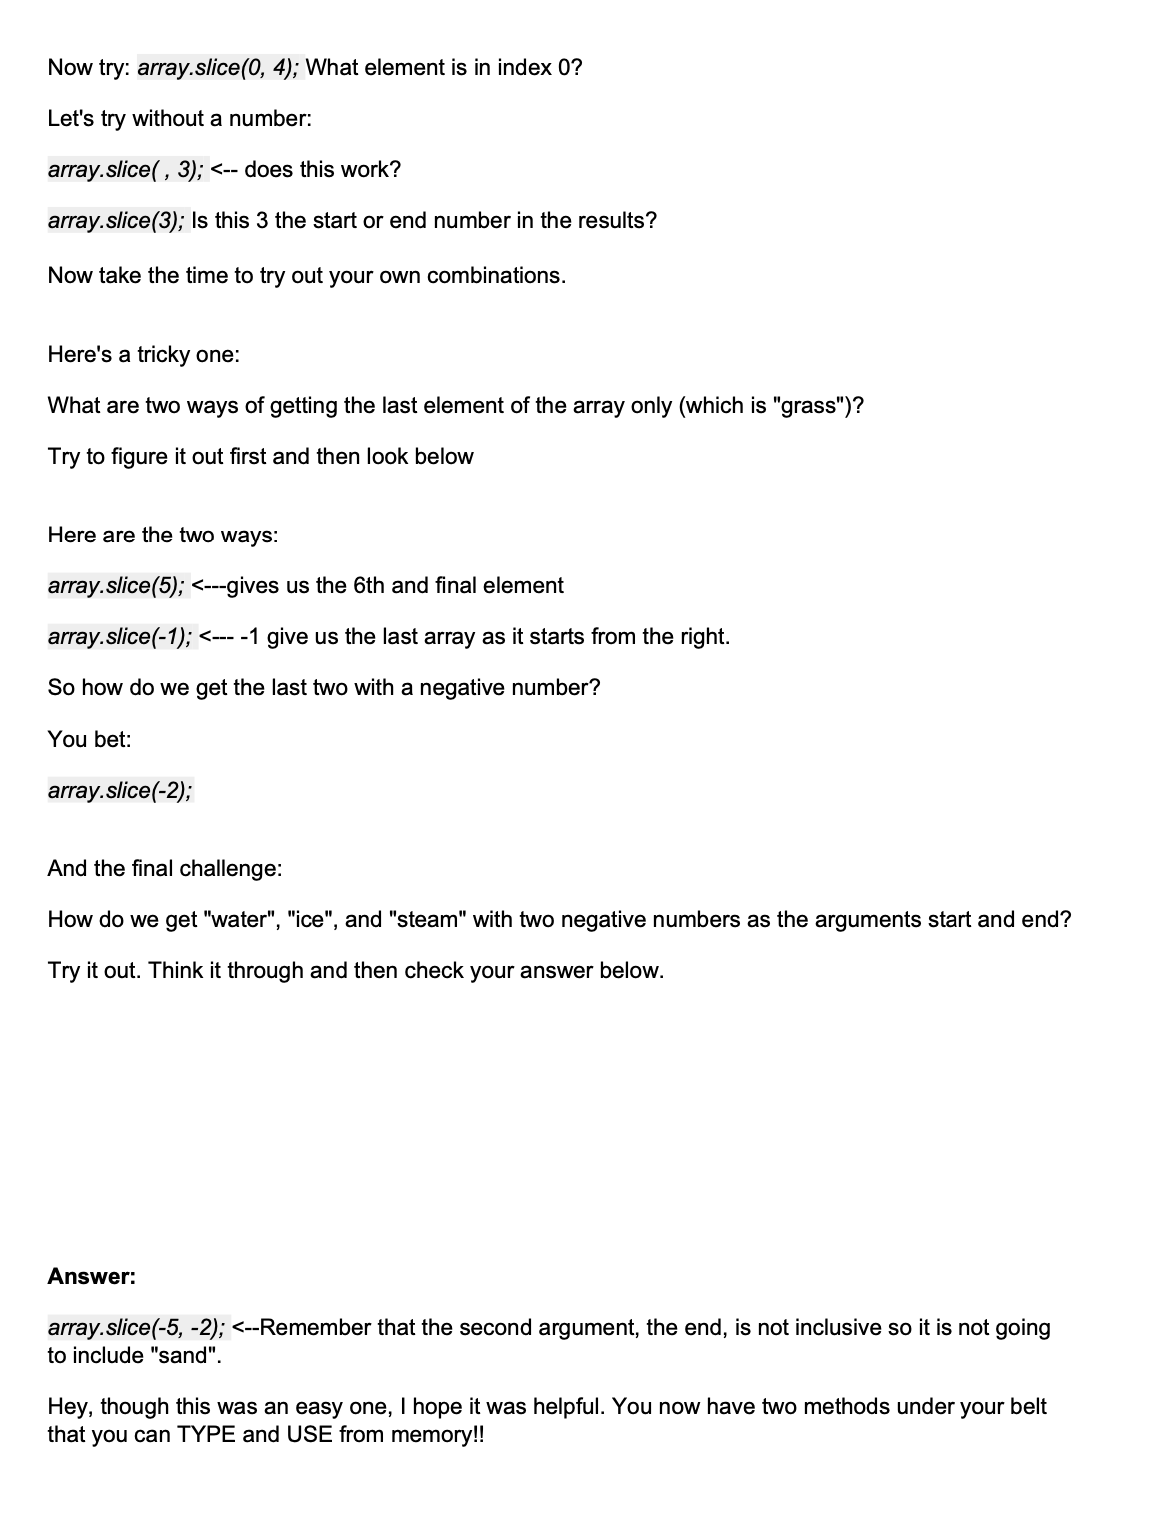 Now try: array.slice(0, 4); What element is in index 0?
Let's try without a number:
array.slice( , 3); <-- does this work?
array.slice(3); Is this 3 the start or end number in the results?
Now take the time to try out your own combinations.
Here's a tricky one:
What are two ways of getting the last element of the array only (which is "grass")?
Try to figure it out first and then look below
Here are the two ways:
array.slice(5); <---gives us the 6th and final element
array.slice(-1); <--- -1 give us the last array as it starts from the right.
So how do we get the last two with a negative number?
You bet:
array.slice(-2);
And the final challenge:
How do we get "water", "ice", and "steam" with two negative numbers as the arguments start and end?
Try it out. Think it through and then check your answer below.
Answer:
array.slice(-5, -2); <--Remember that the second argument, the end, is not inclusive so it is not going
to include "sand".
Hey, though this was an easy one, I hope it was helpful. You now have two methods under your belt
that you can TYPE and USE from memory!!